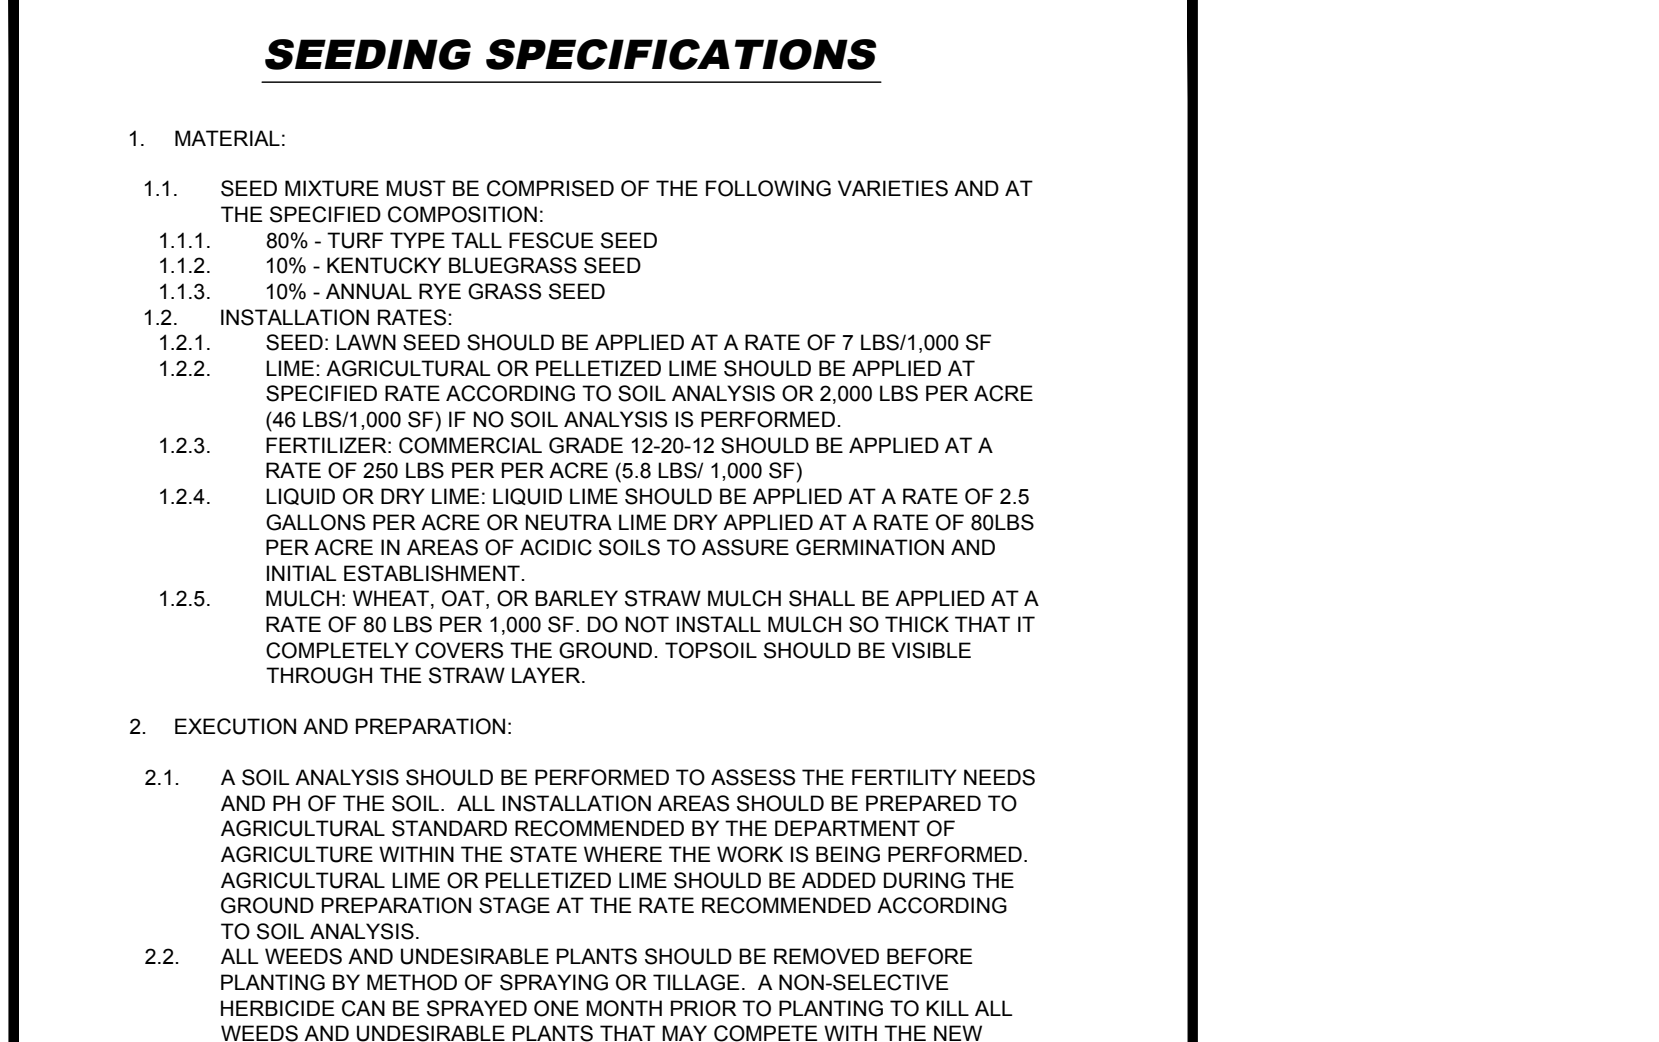 SEEDING SPECIFICATIONS
1. MATERIAL:
1.1. SEED MIXTURE MUST BE COMPRISED OF THE FOLLOWING VARIETIES AND AT
THE SPECIFIED COMPOSITION:
1.1.1. 80% - TURF TYPE TALL FESCUE SEED
1.1.2. 10% - KENTUCKY BLUEGRASS SEED
1.1.3. 10% - ANNUAL RYE GRASS SEED
1.2. INSTALLATION RATES:
1.2.1. SEED: LAWN SEED SHOULD BE APPLIED AT A RATE OF 7 LBS/1,000 SF
1.2.2. LIME: AGRICULTURAL OR PELLETIZED LIME SHOULD BE APPLIED AT
SPECIFIED RATE ACCORDING TO SOIL ANALYSIS OR 2,000 LBS PER ACRE
(46 LBS/1,000 SF) IF NO SOIL ANALYSIS IS PERFORMED.
1.2.3. FERTILIZER: COMMERCIAL GRADE 12-20-12 SHOULD BE APPLIED AT A
RATE OF 250 LBS PER PER ACRE (5.8 LBS/ 1,000 SF)
1.2.4. LIQUID OR DRY LIME: LIQUID LIME SHOULD BE APPLIED AT A RATE OF 2.5
GALLONS PER ACRE OR NEUTRA LIME DRY APPLIED AT A RATE OF 80LBS
PER ACRE IN AREAS OF ACIDIC SOILS TO ASSURE GERMINATION AND
INITIAL ESTABLISHMENT.
1.2.5. MULCH: WHEAT, OAT, OR BARLEY STRAW MULCH SHALL BE APPLIED AT A
RATE OF 80 LBS PER 1,000 SF. DO NOT INSTALL MULCH SO THICK THAT IT
COMPLETELY COVERS THE GROUND. TOPSOIL SHOULD BE VISIBLE
THROUGH THE STRAW LAYER.
2. EXECUTION AND PREPARATION:
2.1. A SOIL ANALYSIS SHOULD BE PERFORMED TO ASSESS THE FERTILITY NEEDS
AND PH OF THE SOIL. ALL INSTALLATION AREAS SHOULD BE PREPARED TO
AGRICULTURAL STANDARD RECOMMENDED BY THE DEPARTMENT OF
AGRICULTURE WITHIN THE STATE WHERE THE WORK IS BEING PERFORMED.
AGRICULTURAL LIME OR PELLETIZED LIME SHOULD BE ADDED DURING THE
GROUND PREPARATION STAGE AT THE RATE RECOMMENDED ACCORDING
TO SOIL ANALYSIS.
2.2. ALL WEEDS AND UNDESIRABLE PLANTS SHOULD BE REMOVED BEFORE
PLANTING BY METHOD OF SPRAYING OR TILLAGE. A NON-SELECTIVE
HERBICIDE CAN BE SPRAYED ONE MONTH PRIOR TO PLANTING TO KILL ALL
WEEDS AND UNDESIRABLE PLANTS THAT MAY COMPETE WITH THE NEW